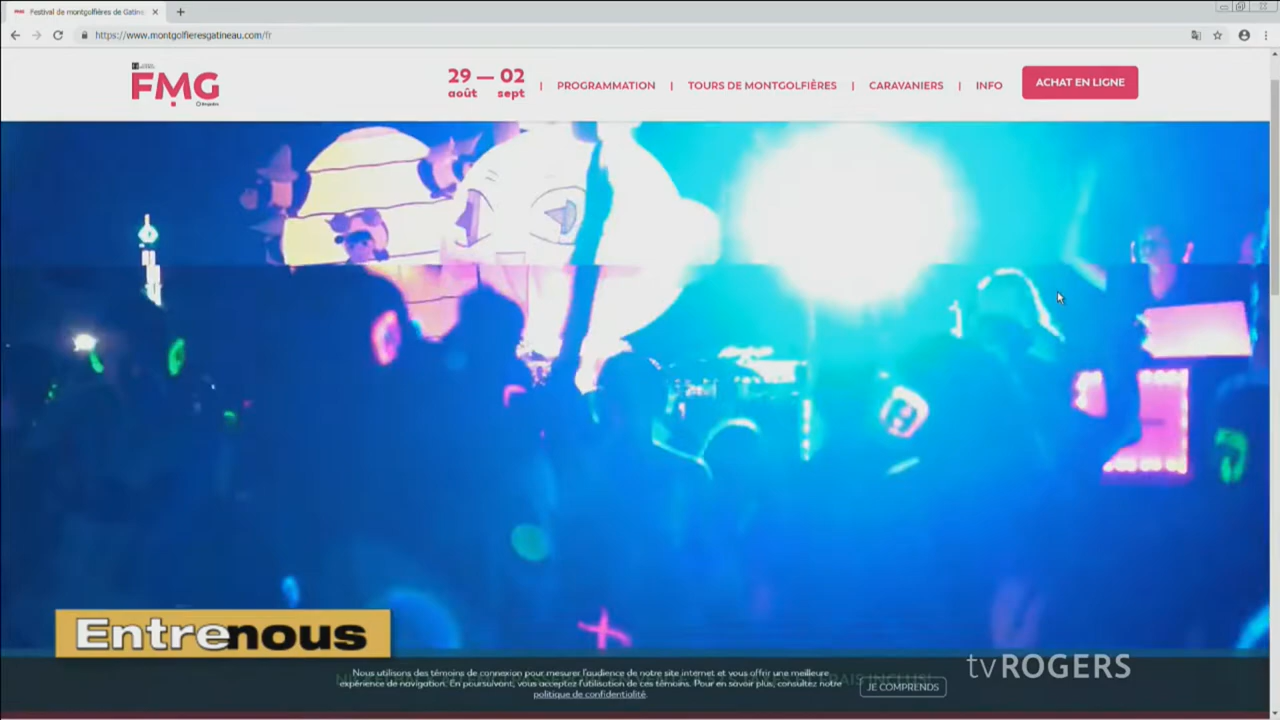 Festival de montgolfières de Gatine
https://www.montgolfieresgatineau.com/fr
FMG
29 — 02
août sept
PROGRAMMATION
TOURS DE MONTGOLFIÈRES
CARAVANIERS
INFO
ACHAT EN LIGNE
Entrenous
Nous utilisons des témoins de connexion pour mesurer l'audience de notre site internet et vous offrir une meilleure
expérience de navigation. En poursuivant, vous acceptez l'utilisation de ces témoins. Pour en savoir plus, consultez notre
politique de confidentialité.
JE COMPRENDS
tvROGERS